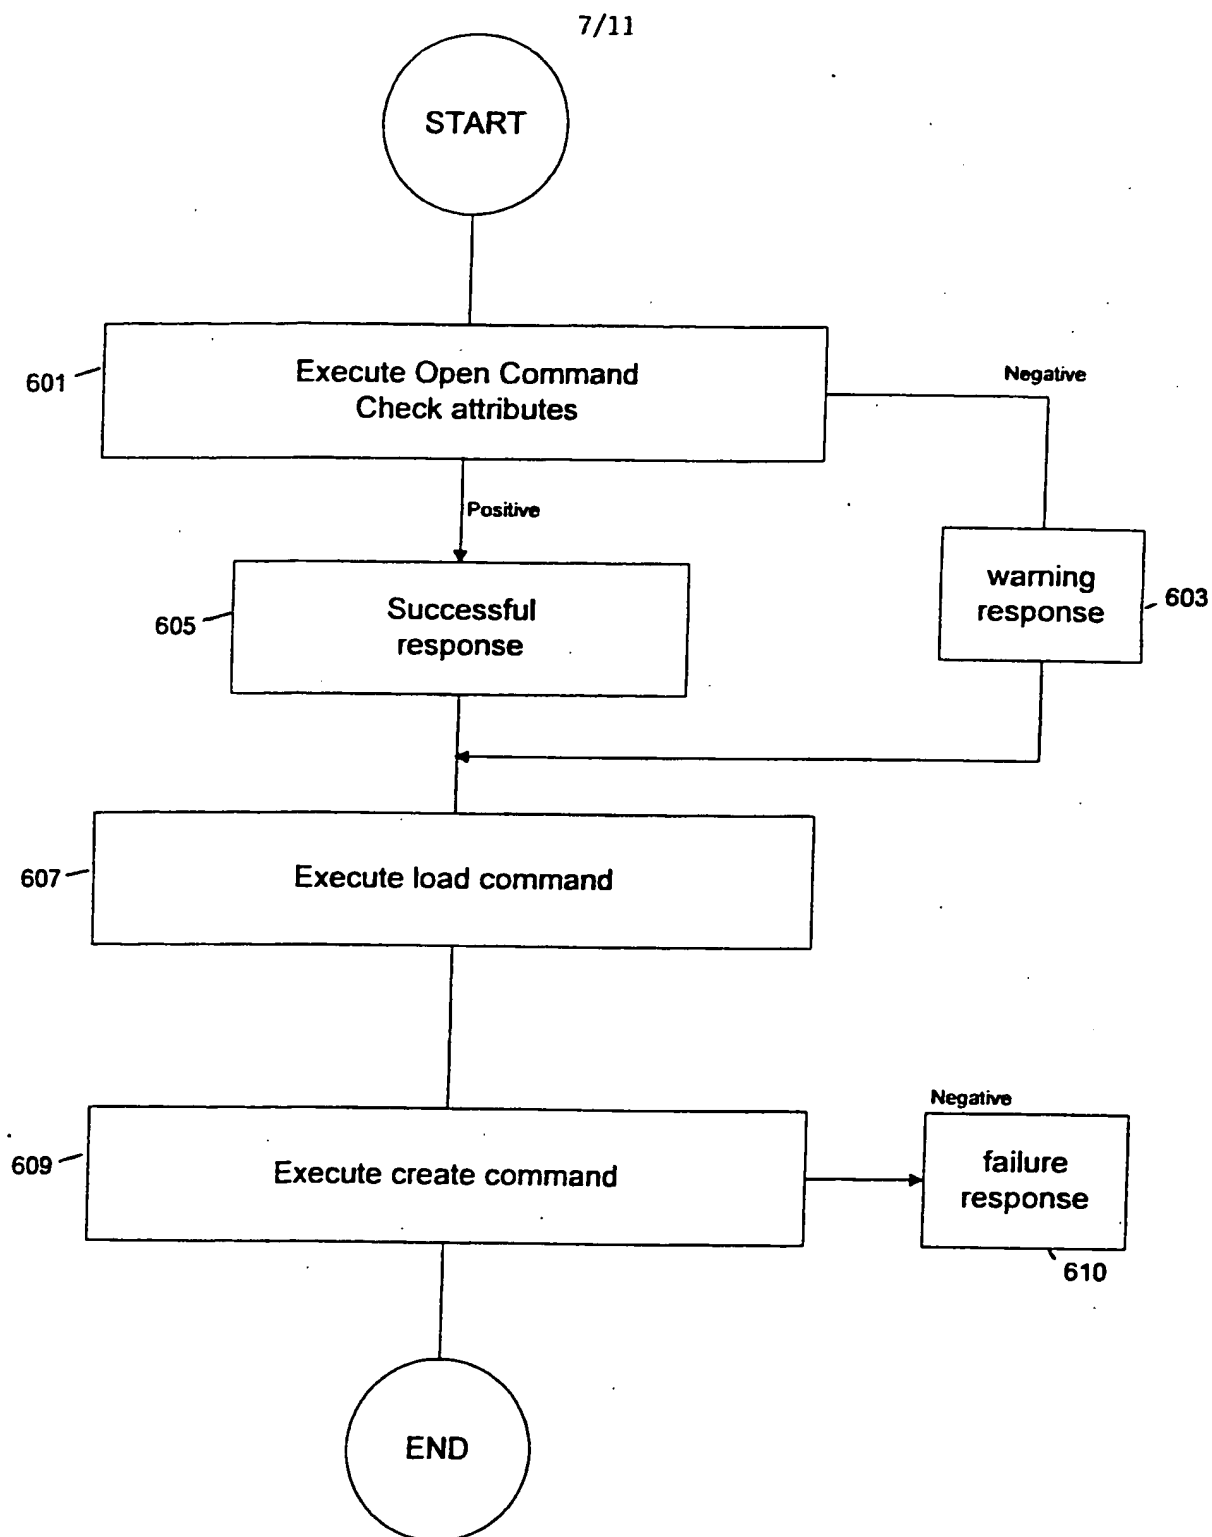 7/11
START
601
Execute Open Command
Check attributes
Negative
Positive
605
Successful
response
warning
response
603
607
Execute load command
609
Execute create command
Negative
failure
response
610
END